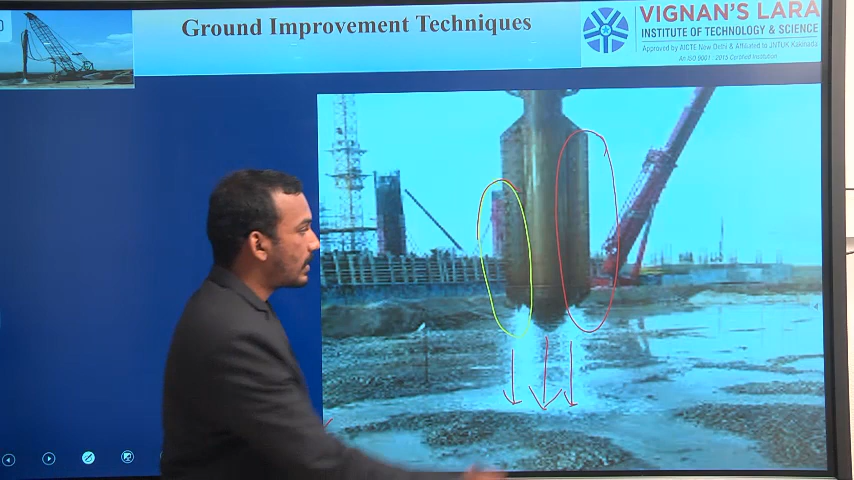 Ground Improvement Techniques
VIGNAN'S LARA
INSTITUTE OF TECHNOLOGY & SCIENCE
Approved by AICTE New Delhi & Affiliated to JNTUK Kakinada
An ISO 9001 : 2015 Certified Institution